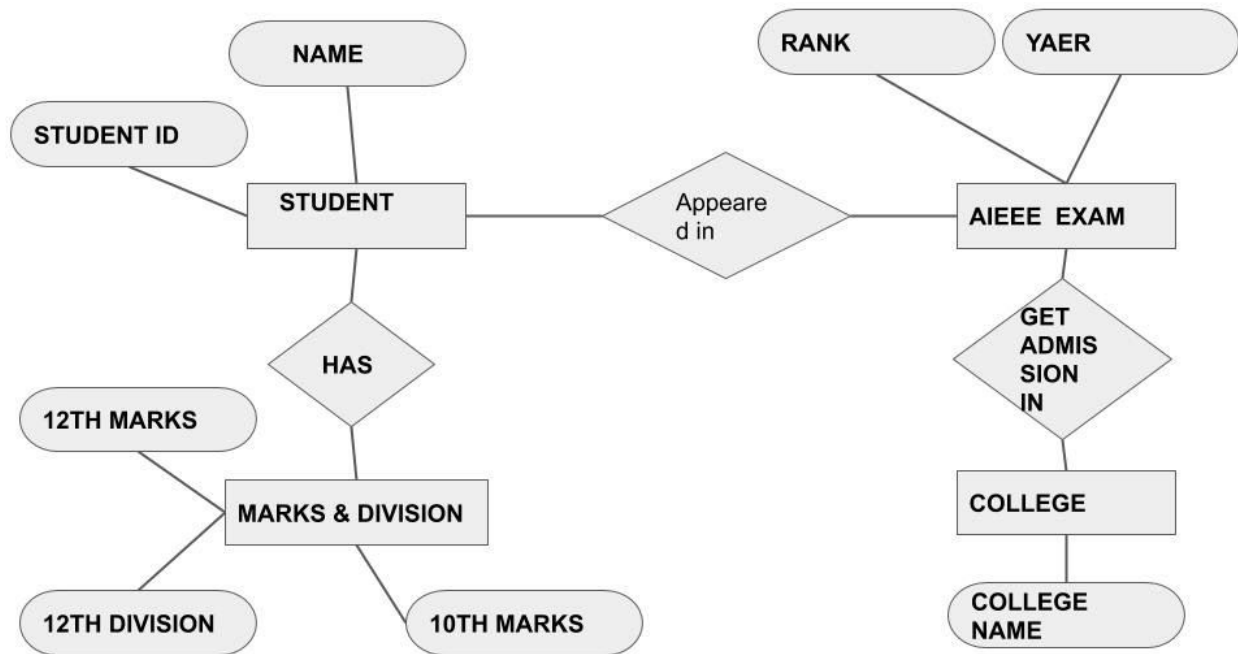 NAME
RANK
YAER
STUDENT ID
STUDENT
Appeare
d in
AIEEE EXAM
HAS
GET
ADMIS
SION
IN
12TH MARKS
MARKS & DIVISION
COLLEGE
12TH DIVISION
10TH MARKS
COLLEGE
NAME